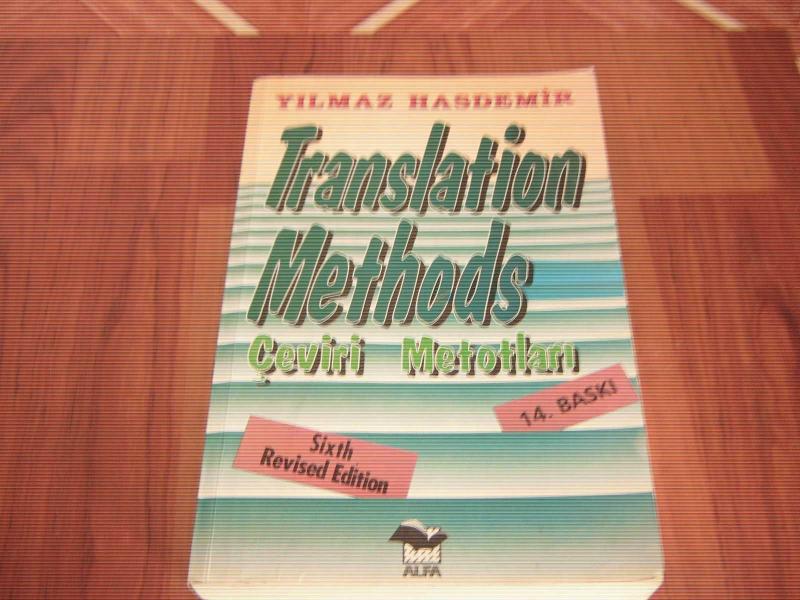 YILMAZ HASDEMİR
Translation
Methods
Çeviri Metotları
14. BASKI
Sixth
Revised Edition
ALFA